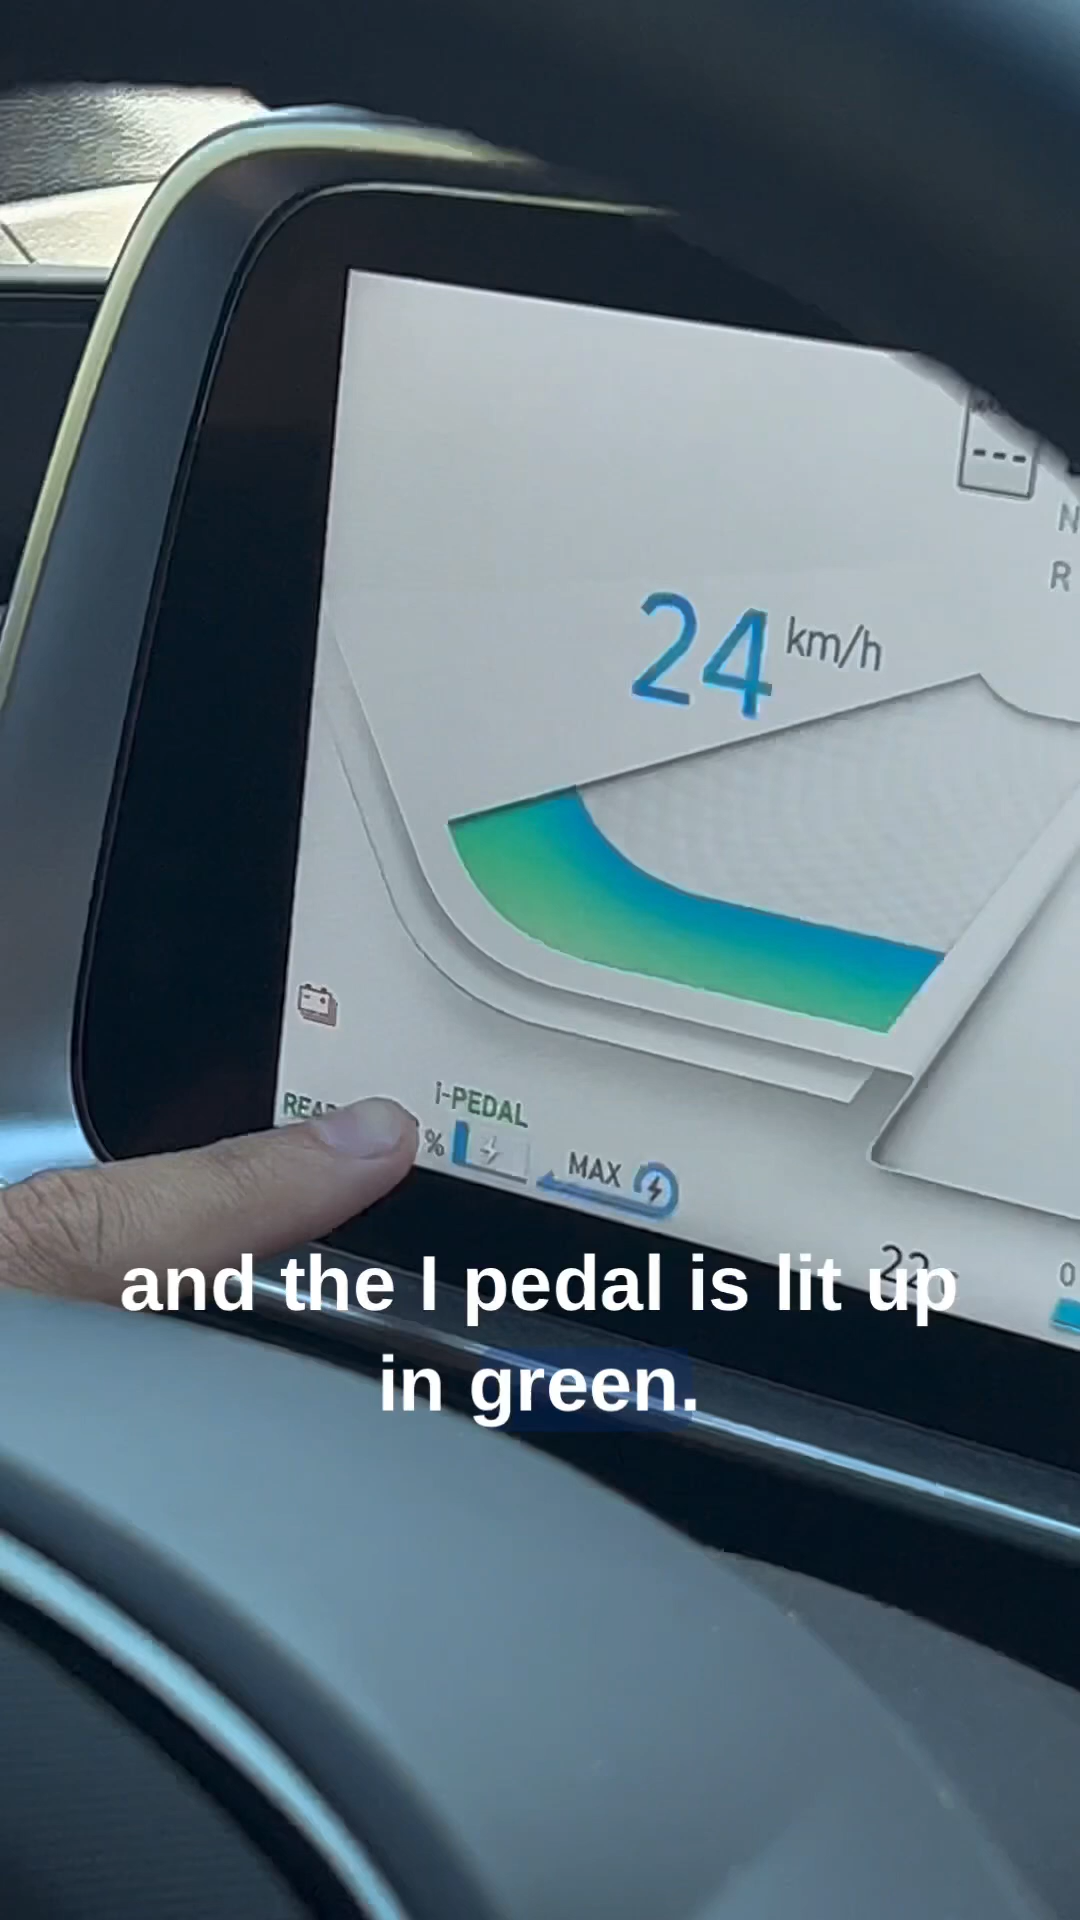 ---
N
R
24 km/h
i-PEDAL
%
MAX
and the I pedal is lit up
in green.